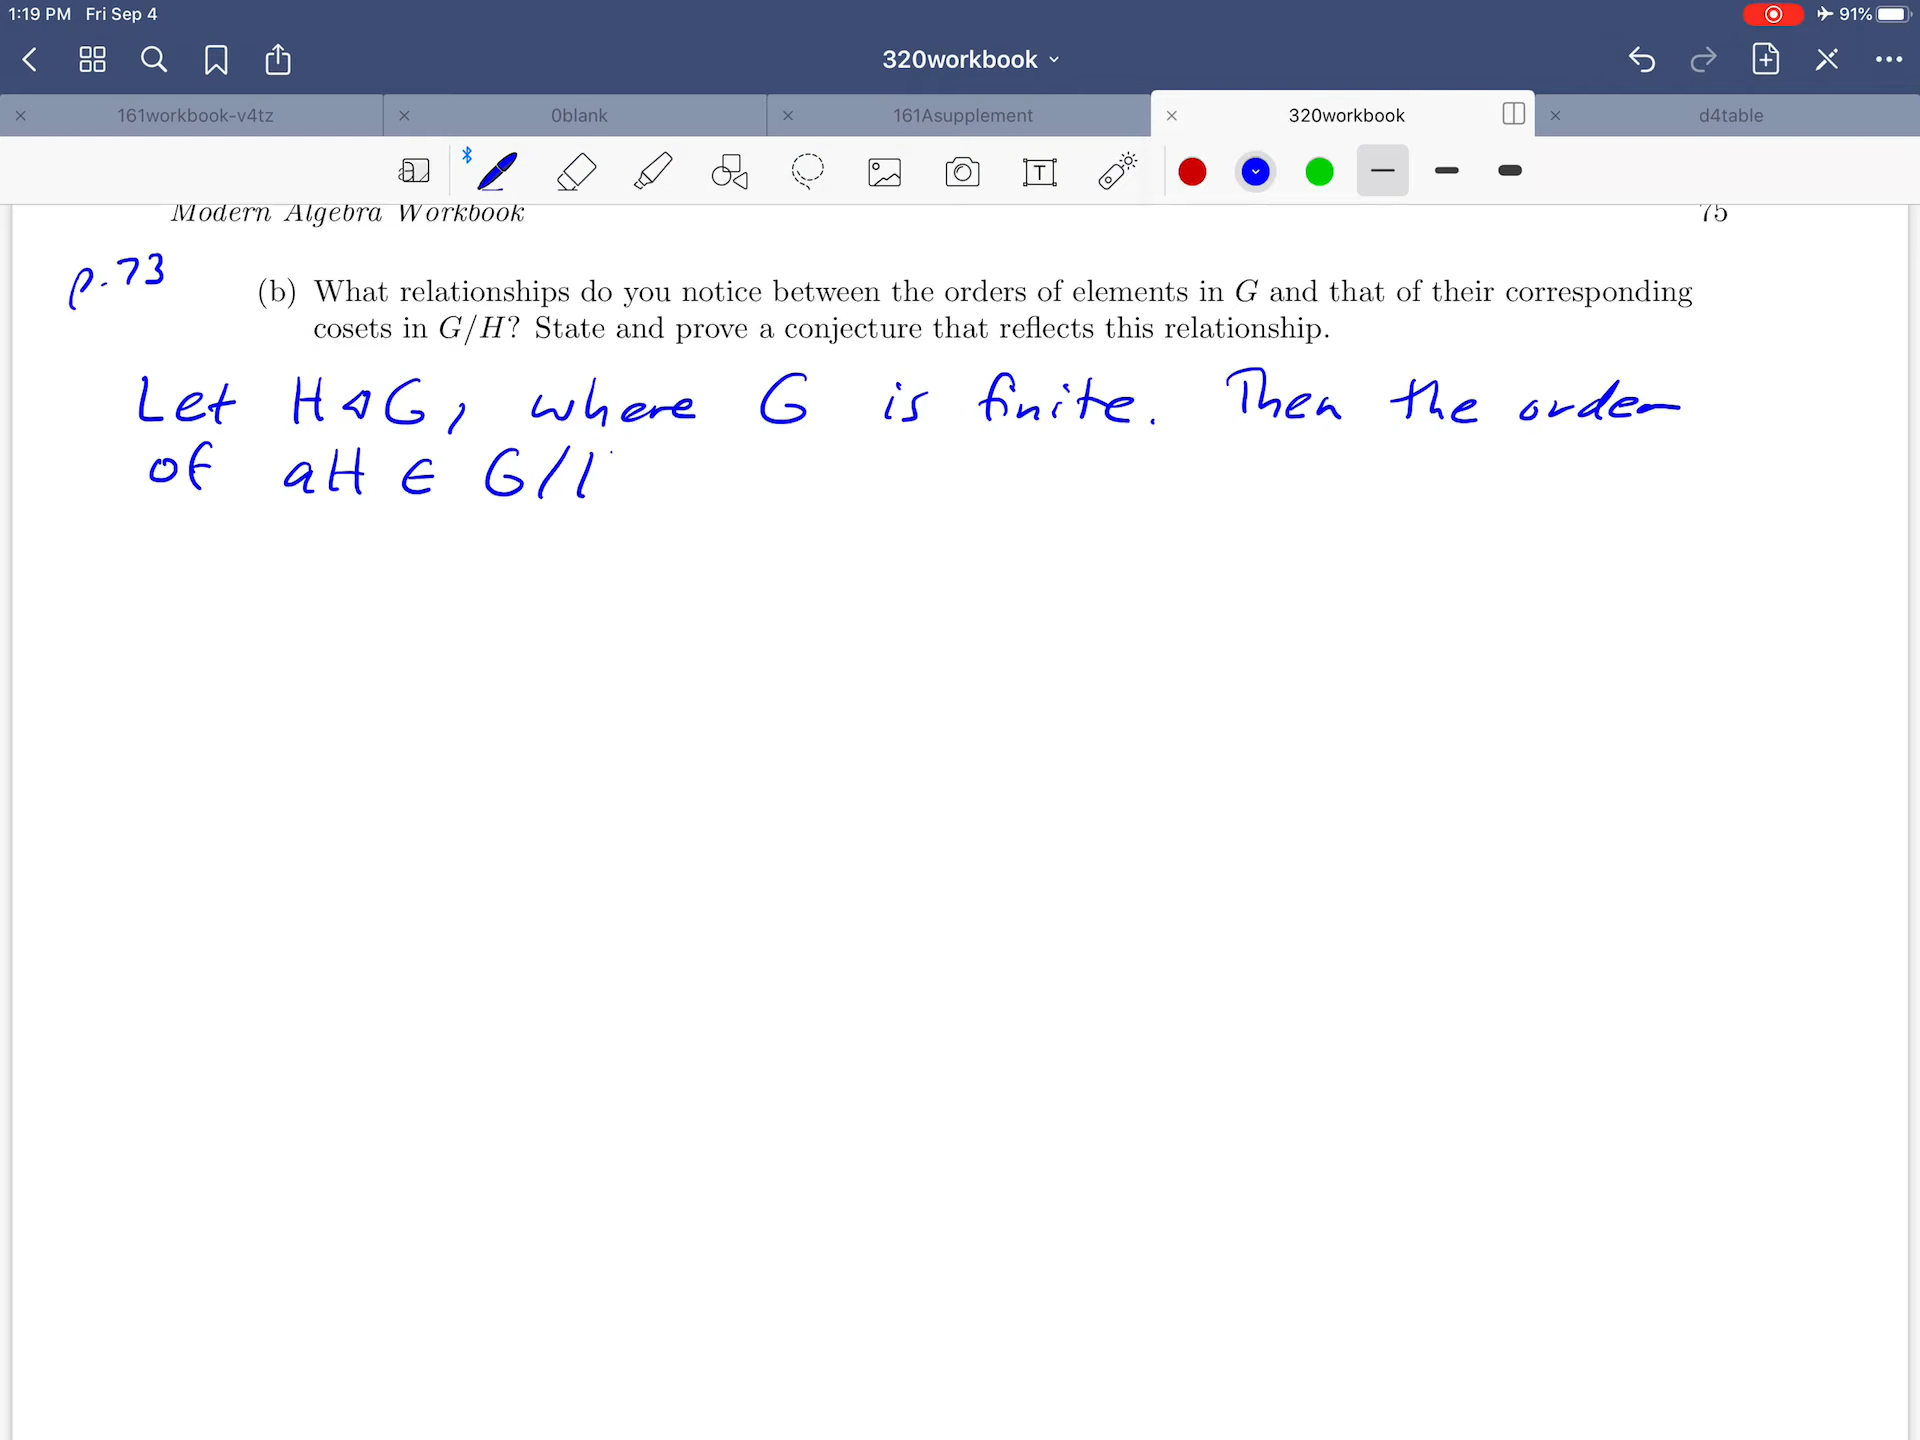 1:19 PM Fri Sep 4
91%
320workbook
161workbook-v4tz
0blank
161Asupplement
320workbook
d4table
Modern Algebra Workbook 75
p. 73
(b) What relationships do you notice between the orders of elements in G and that of their corresponding
cosets in G/H? State and prove a conjecture that reflects this relationship.
Let H ⊲ G, where G is finite. Then the order
of aH ∈ G/